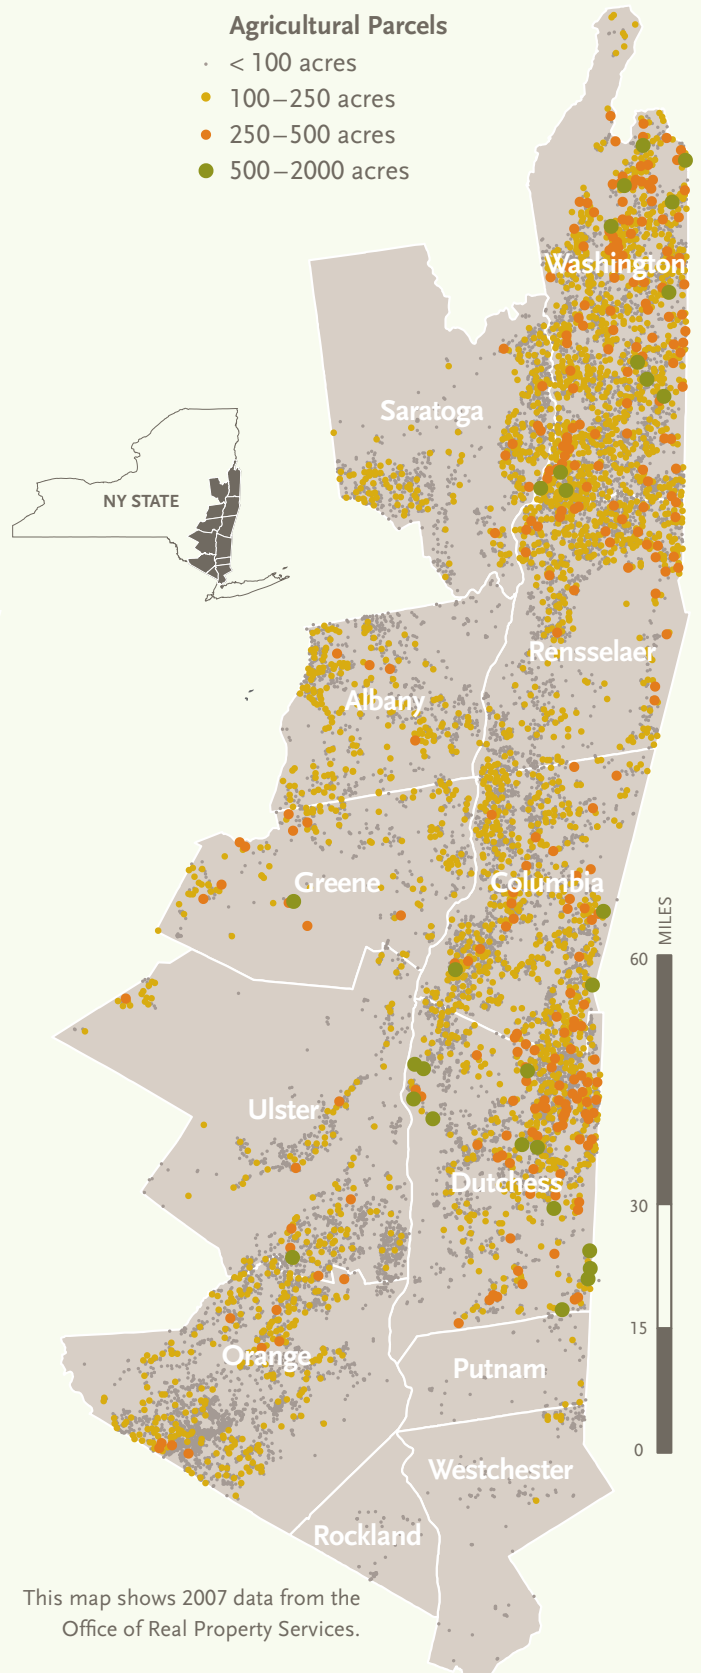 Agricultural Parcels
< 100 acres
100–250 acres
250–500 acres
500–2000 acres
Washington
Saratoga
NY STATE
Rensselaer
Albany
Greene
Columbia
MILES
60
Ulster
Dutchess
30
15
Orange
Putnam
0
Westchester
Rockland
This map shows 2007 data from the
Office of Real Property Services.